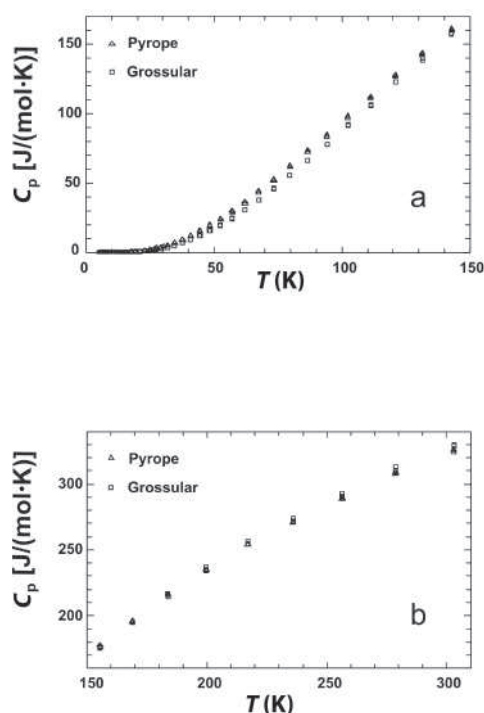 150
Pyrope
Grossular
100
Cp [J/(mol·K)]
50
a
0
0 50 100 150
T (K)
Pyrope
Grossular
300
Cp [J/(mol·K)]
250
200
b
150 200 250 300
T (K)